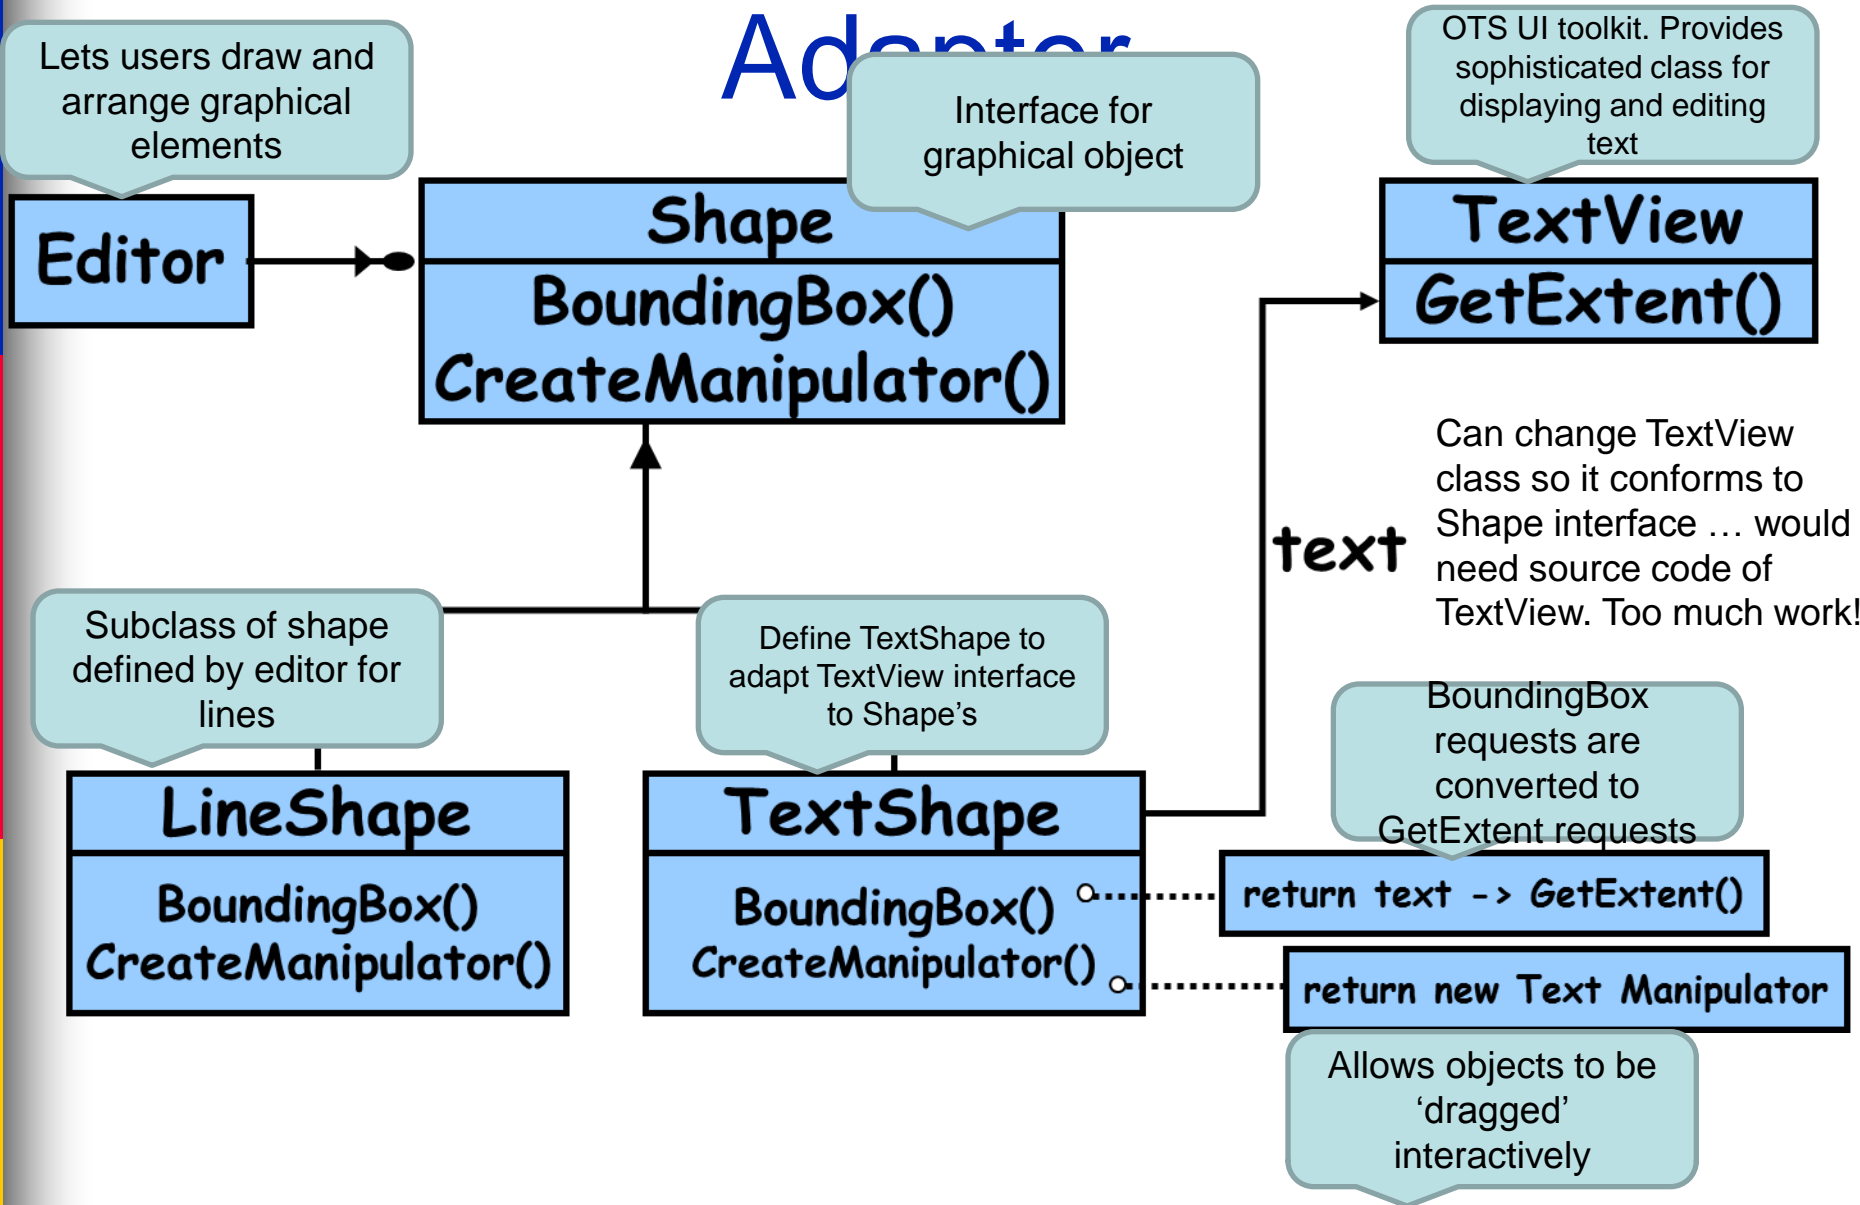 Adapter
Lets users draw and
arrange graphical
elements
Interface for
graphical object
OTS UI toolkit. Provides
sophisticated class for
displaying and editing
text
Editor
Shape
BoundingBox()
CreateManipulator()
TextView
GetExtent()
text
Can change TextView
class so it conforms to
Shape interface … would
need source code of
TextView. Too much work!
Subclass of shape
defined by editor for
lines
Define TextShape to
adapt TextView interface
to Shape’s
BoundingBox
requests are
converted to
GetExtent requests
LineShape
BoundingBox()
CreateManipulator()
TextShape
BoundingBox()
CreateManipulator()
return text -> GetExtent()
return new Text Manipulator
Allows objects to be
‘dragged’
interactively